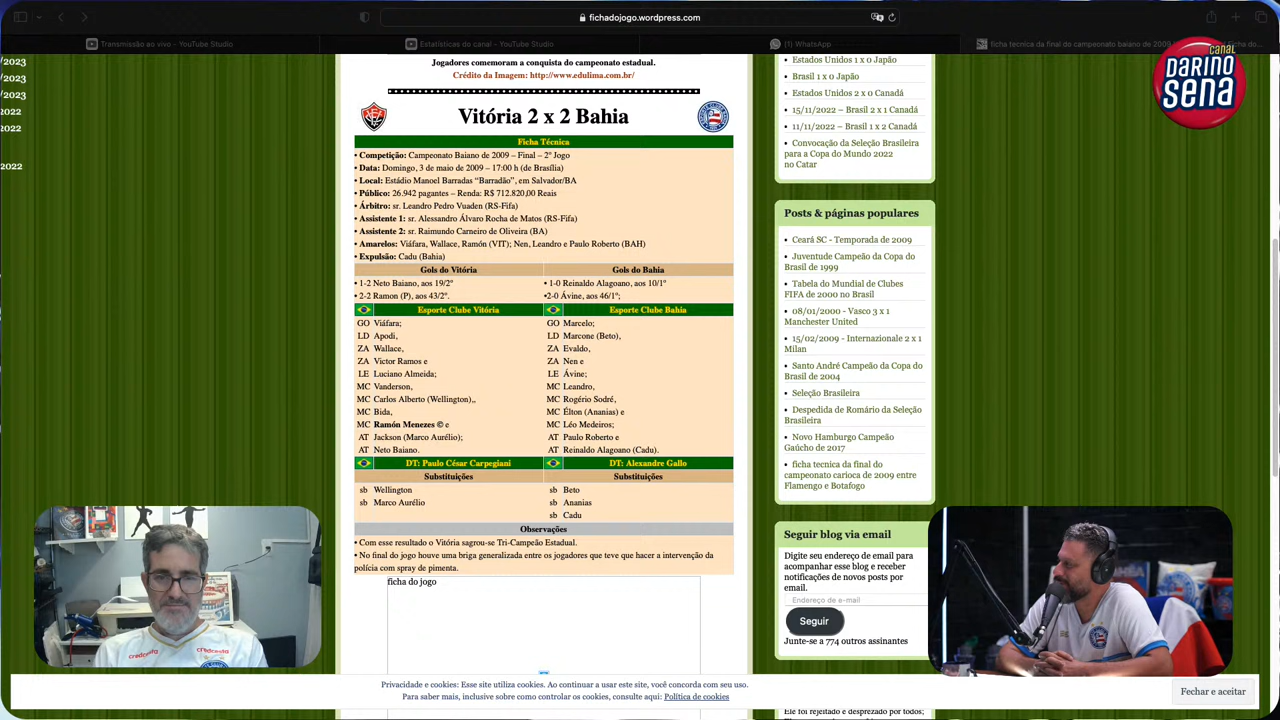 fichadojogo.wordpress.com
Transmissão ao vivo - YouTube Studio
Estatísticas do canal - YouTube Studio
(1) WhatsApp
ficha tecnica da final do campeonato baiano de 2009
/2023
/2023
/2023
2022
2022
Jogadores comemoram a conquista do campeonato estadual.
Crédito da Imagem: http://www.edulima.com.br/
Vitória 2 x 2 Bahia
Ficha Técnica
• Competição: Campeonato Baiano de 2009 – Final – 2º Jogo
• Data: Domingo, 3 de maio de 2009 – 17:00 h (de Brasília)
• Local: Estádio Manoel Barradas “Barradão”, em Salvador/BA
• Público: 26.942 pagantes – Renda: R$ 712.820,00 Reais
• Árbitro: sr. Leandro Pedro Vuaden (RS-Fifa)
• Assistente 1: sr. Alessandro Álvaro Rocha de Matos (RS-Fifa)
• Assistente 2: sr. Raimundo Carneiro de Oliveira (BA)
• Amarelos: Viáfara, Wallace, Ramón (VIT); Nen, Leandro e Paulo Roberto (BAH)
• Expulsão: Cadu (Bahia)
Gols do Vitória
Gols do Bahia
• 1-2 Neto Baiano, aos 19/2º
• 1-0 Reinaldo Alagoano, aos 10/1º
• 2-2 Ramon (P), aos 43/2º.
•2-0 Ávine, aos 46/1º;
Esporte Clube Vitória
Esporte Clube Bahia
GO Viáfara;
GO Marcelo;
LD Apodi,
LD Marcone (Beto),
ZA Wallace,
ZA Evaldo,
ZA Victor Ramos e
ZA Nen e
LE Luciano Almeida;
LE Ávine;
MC Vanderson,
MC Leandro,
MC Carlos Alberto (Wellington),,
MC Rogério Sodré,
MC Bida,
MC Élton (Ananias) e
MC Ramón Menezes © e
MC Léo Medeiros;
AT Jackson (Marco Aurélio);
AT Paulo Roberto e
AT Neto Baiano.
AT Reinaldo Alagoano (Cadu).
DT: Paulo César Carpegiani
DT: Alexandre Gallo
Substituições
Substituições
sb Wellington
sb Beto
sb Marco Aurélio
sb Ananias
sb Cadu
Observações
• Com esse resultado o Vitória sagrou-se Tri-Campeão Estadual.
• No final do jogo houve uma briga generalizada entre os jogadores que teve que hacer a intervenção da
polícia com spray de pimenta.
ficha do jogo
• Estados Unidos 1 x 0 Japão
• Brasil 1 x 0 Japão
• Estados Unidos 2 x 0 Canadá
• 15/11/2022 – Brasil 2 x 1 Canadá
• 11/11/2022 – Brasil 1 x 2 Canadá
• Convocação da Seleção Brasileira
para a Copa do Mundo 2022
no Catar
Posts & páginas populares
• Ceará SC - Temporada de 2009
• Juventude Campeão da Copa do
Brasil de 1999
• Tabela do Mundial de Clubes
FIFA de 2000 no Brasil
• 08/01/2000 - Vasco 3 x 1
Manchester United
• 15/02/2009 - Internazionale 2 x 1
Milan
• Santo André Campeão da Copa do
Brasil de 2004
• Seleção Brasileira
• Despedida de Romário da Seleção
Brasileira
• Novo Hamburgo Campeão
Gaúcho de 2017
• ficha tecnica da final do
campeonato carioca de 2009 entre
Flamengo e Botafogo
Seguir blog via email
Digite seu endereço de email para
acompanhar esse blog e receber
notificações de novos posts por
email.
Endereço de e-mail
Seguir
Junte-se a 774 outros assinantes
canal
DARINO
SENA
credcesta
credcesta
Privacidade e cookies: Esse site utiliza cookies. Ao continuar a usar este site, você concorda com seu uso.
Para saber mais, inclusive sobre como controlar os cookies, consulte aqui: Política de cookies
Fechar e aceitar
Ele foi rejeitado e desprezado por todos;